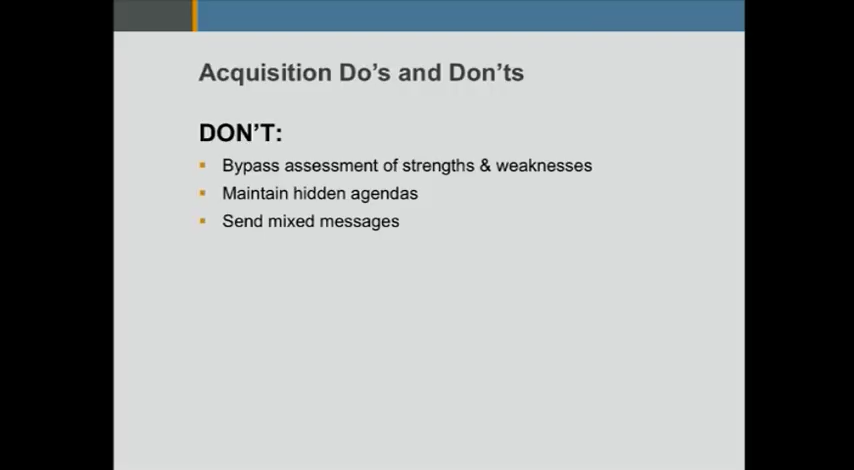 Acquisition Do's and Don'ts
DON'T:
▪ Bypass assessment of strengths & weaknesses
▪ Maintain hidden agendas
▪ Send mixed messages